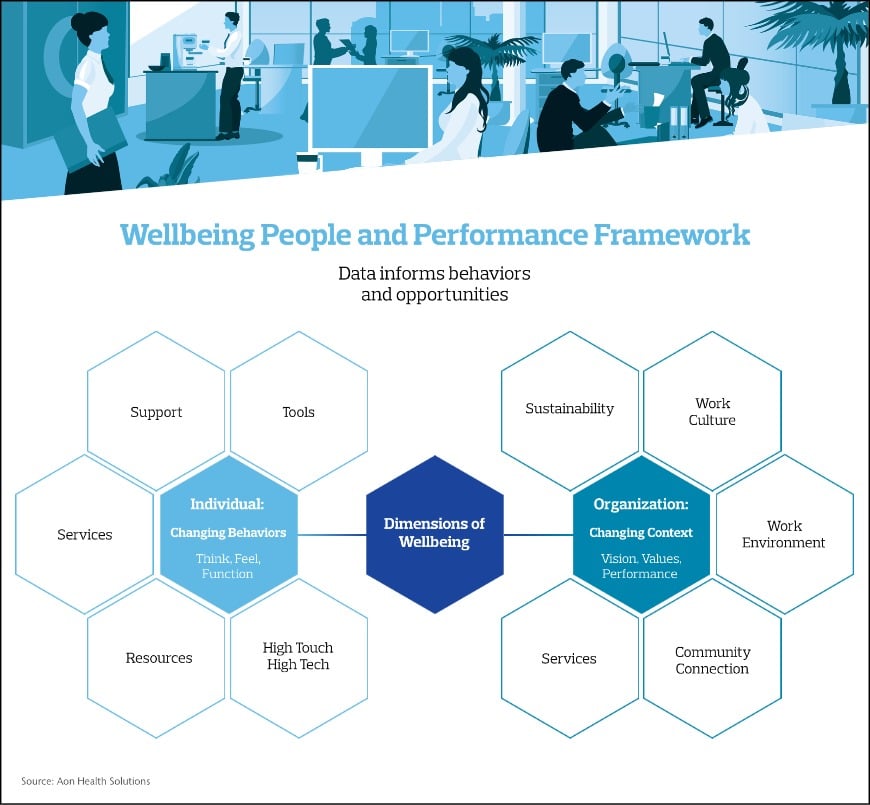 Wellbeing People and Performance Framework
Data informs behaviors
and opportunities
Support
Tools
Services
Individual:
Changing Behaviors
Think, Feel,
Function
Resources
High Touch
High Tech
Dimensions of
Wellbeing
Sustainability
Work
Culture
Organization:
Changing Context
Vision, Values,
Performance
Work
Environment
Services
Community
Connection
Source: Aon Health Solutions